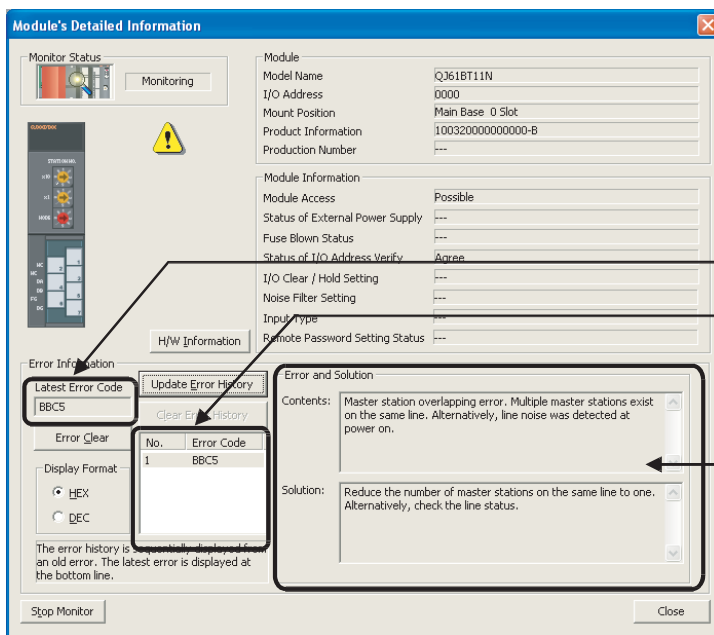 Module's Detailed Information
Monitor Status
Monitoring
Module
Model Name QJ61BT11N
I/O Address 0000
Mount Position Main Base 0 Slot
Product Information 100320000000000-B
Production Number ---
Module Information
Module Access Possible
Status of External Power Supply ---
Fuse Blown Status ---
Status of I/O Address Verify Agree
I/O Clear / Hold Setting ---
Noise Filter Setting ---
Input Type ---
Remote Password Setting Status ---
H/W Information
Error Information
Latest Error Code
BBC5
Update Error History
Clear Error History
Error Clear
No. Error Code
1 BBC5
Display Format
HEX
DEC
The error history is sequentially displayed from
an old error. The latest error is displayed at
the bottom line.
Error and Solution
Contents: Master station overlapping error. Multiple master stations exist
on the same line. Alternatively, line noise was detected at
power on.
Solution: Reduce the number of master stations on the same line to one.
Alternatively, check the line status.
Stop Monitor
Close